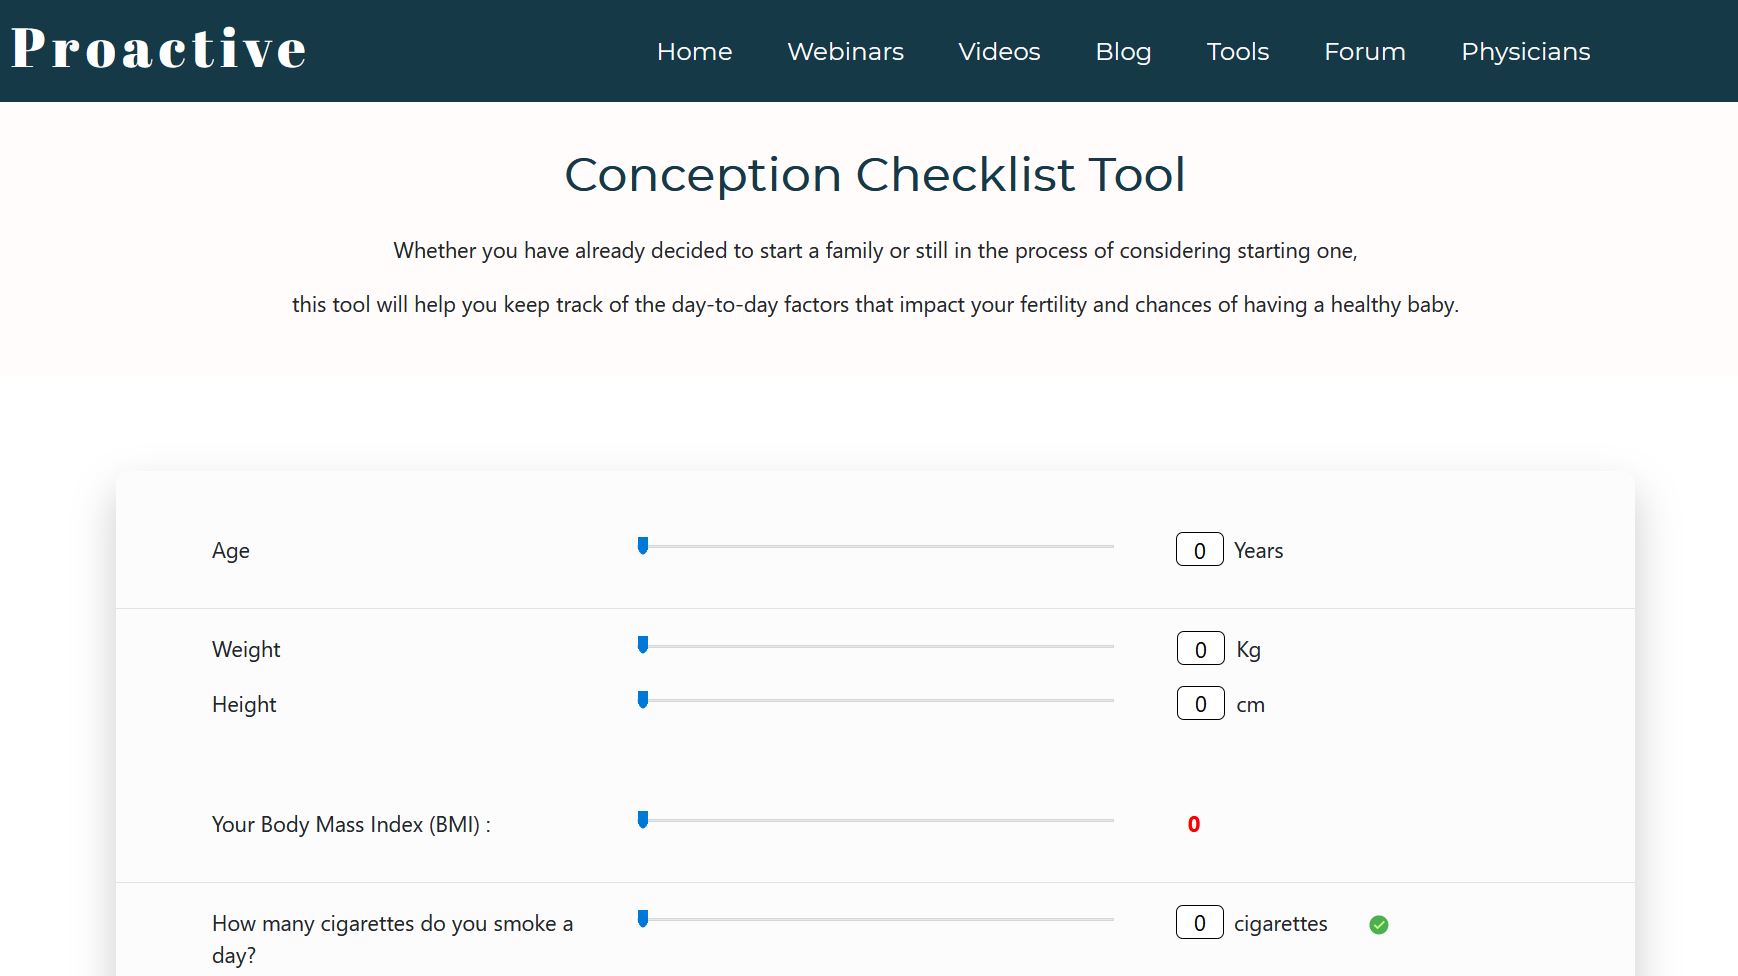 Proactive
Home Webinars Videos Blog Tools Forum Physicians
Conception Checklist Tool
Whether you have already decided to start a family or still in the process of considering starting one,
this tool will help you keep track of the day-to-day factors that impact your fertility and chances of having a healthy baby.
Age 0 Years
Weight 0 Kg
Height 0 cm
Your Body Mass Index (BMI) : 0
How many cigarettes do you smoke a 0 cigarettes
day?